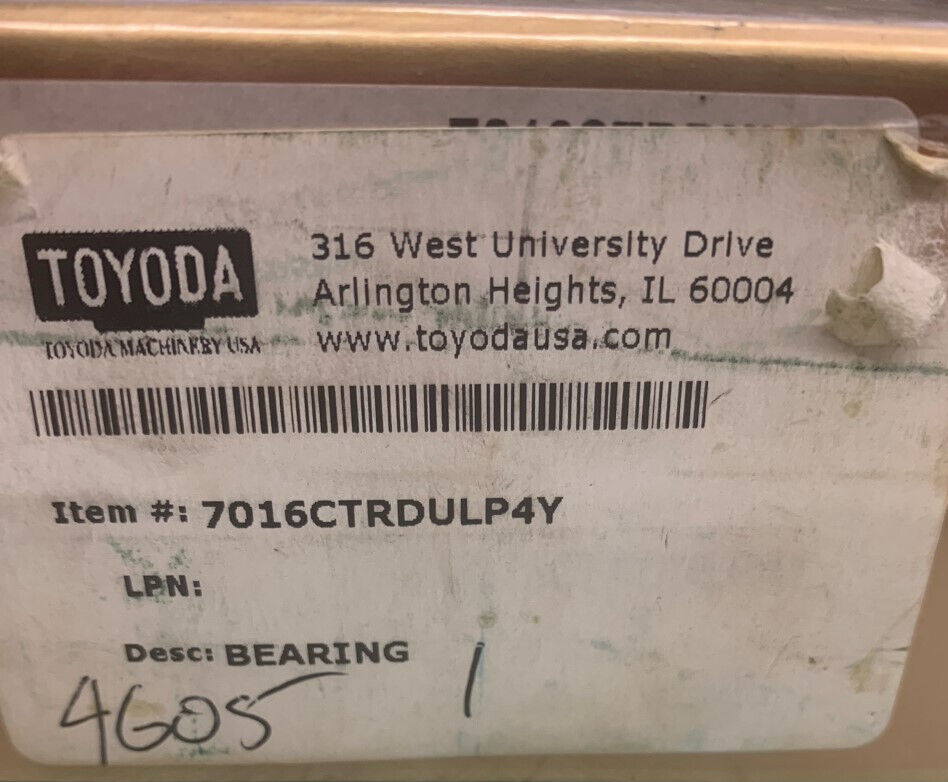 TOYODA
TOYODA MACHINERY USA
316 West University Drive
Arlington Heights, IL 60004
www.toyodausa.com
Item #: 7016CTRDULP4Y
LPN:
Desc: BEARING
4605
1